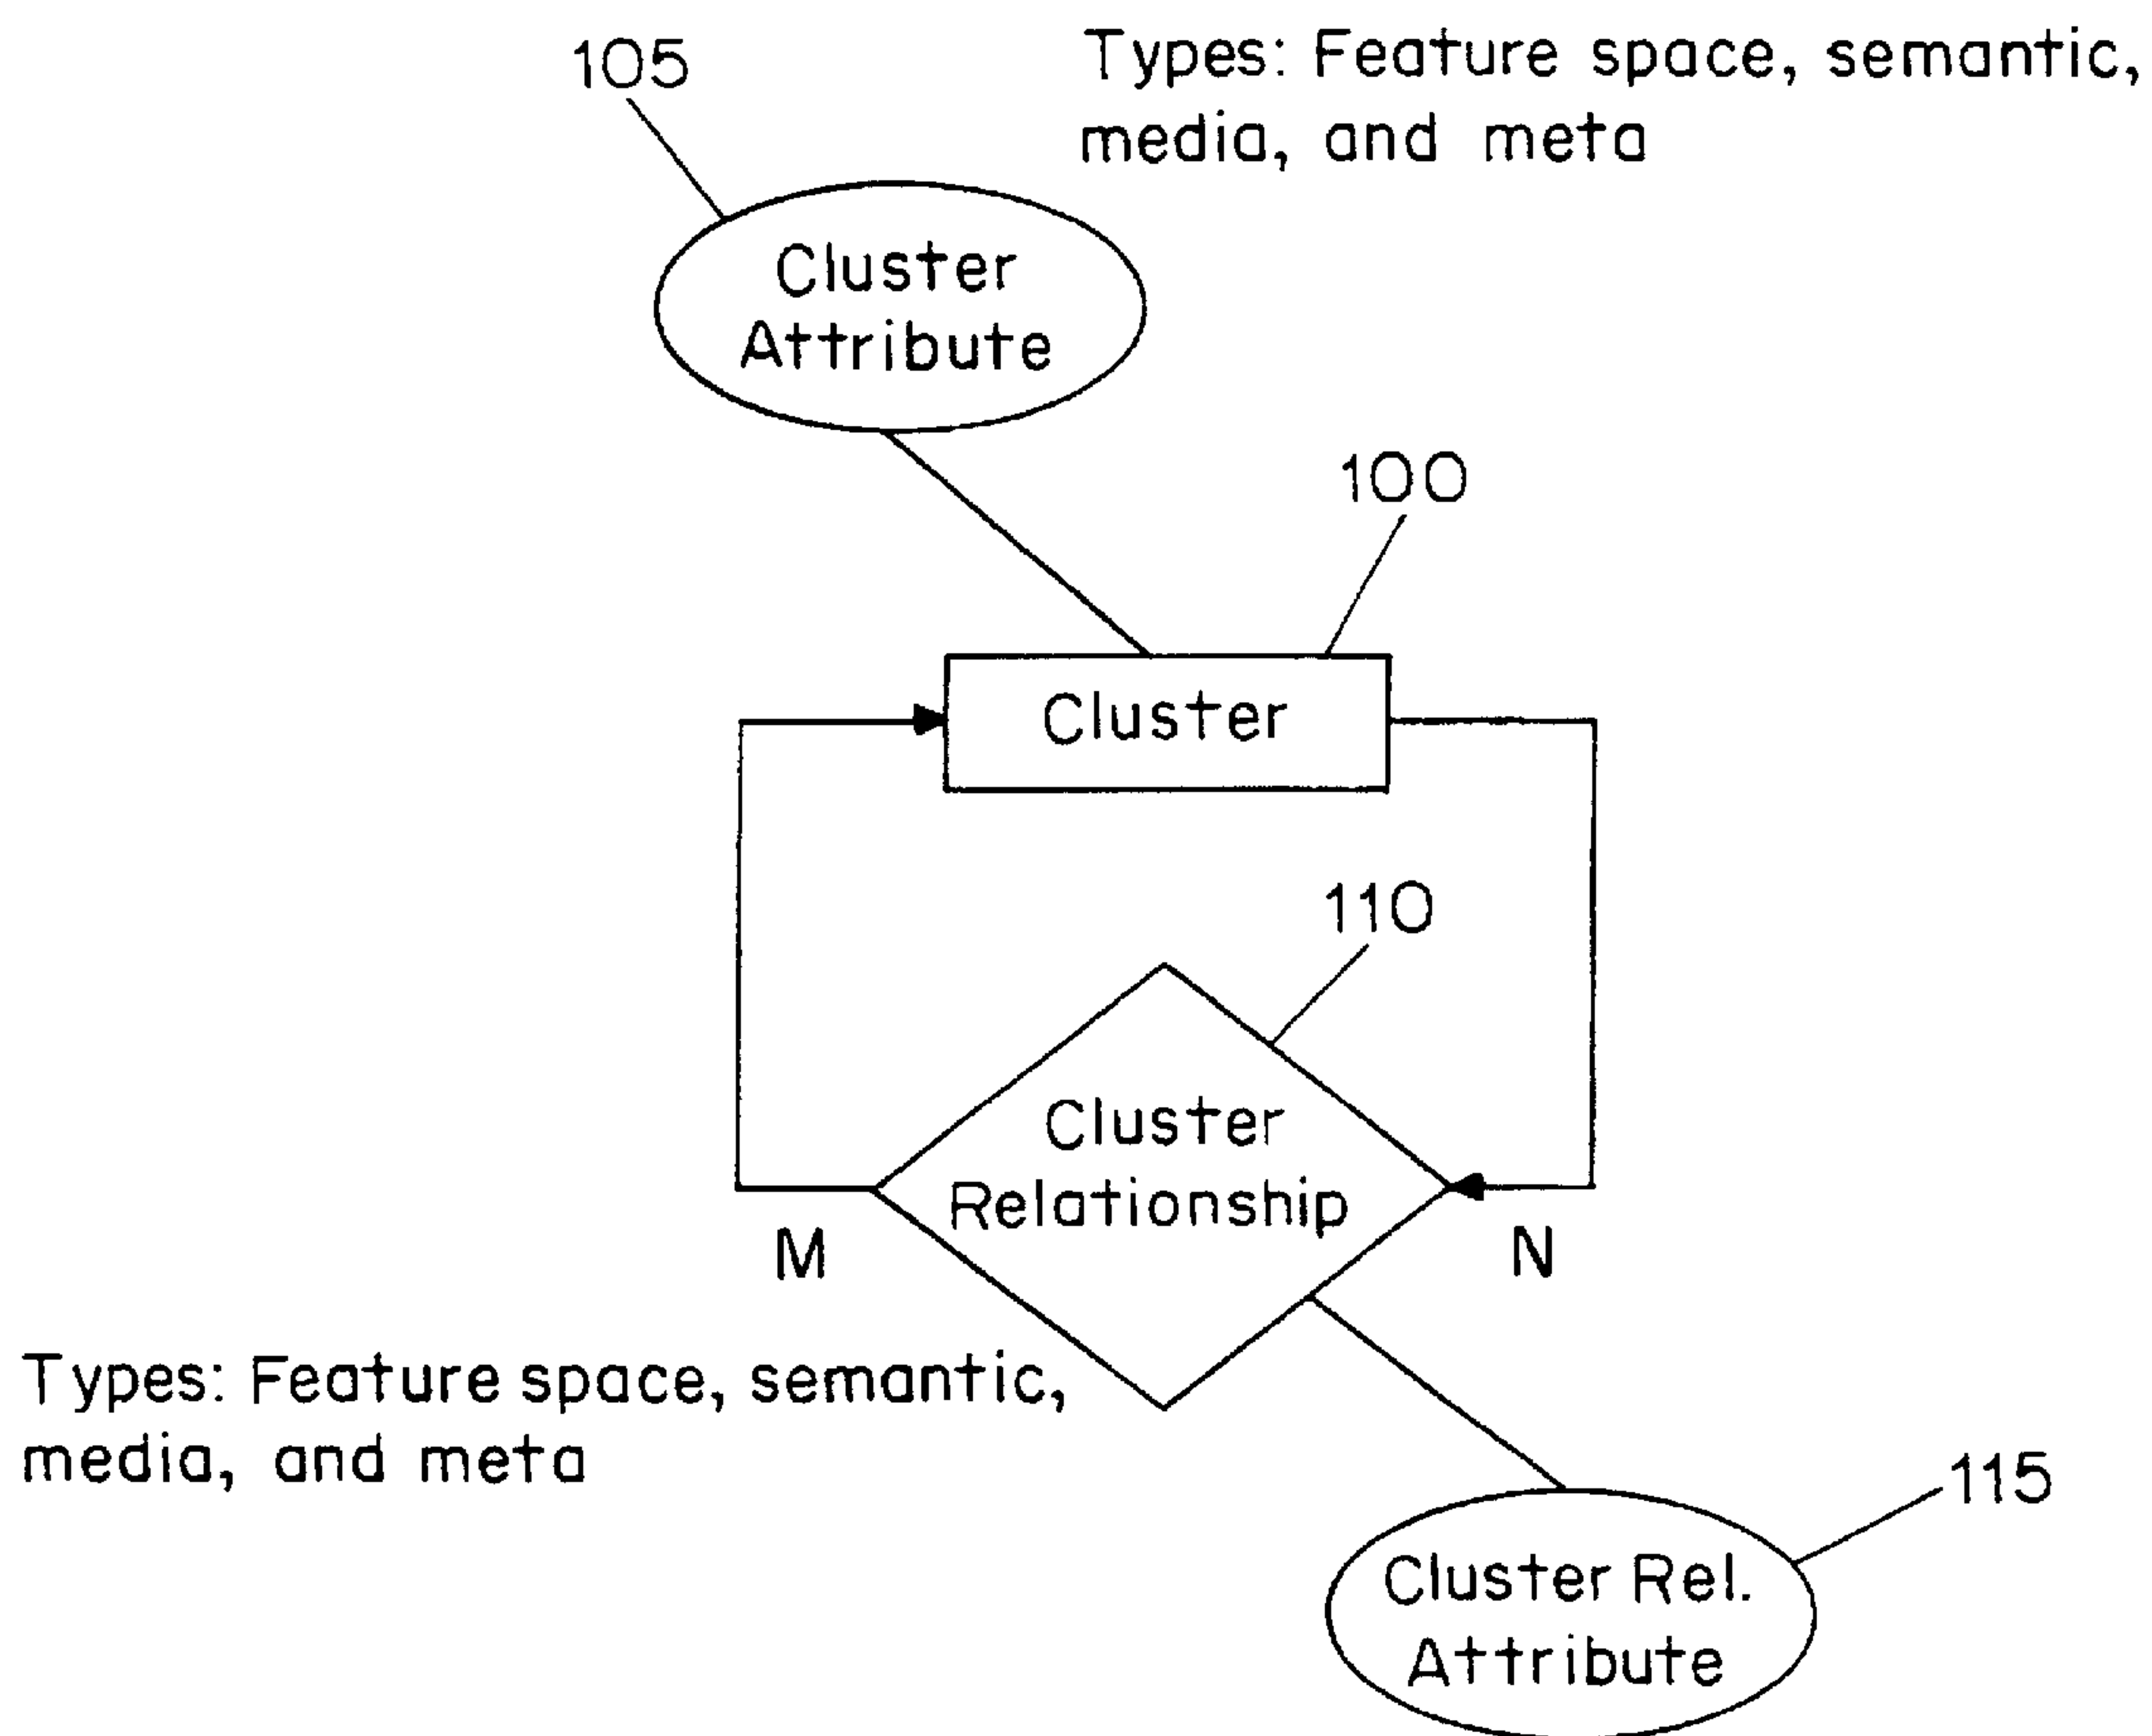 105
Types: Feature space, semantic,
media, and meta
Cluster
Attribute
100
Cluster
110
Cluster
Relationship
M
N
Types: Feature space, semantic,
media, and meta
115
Cluster Rel.
Attribute